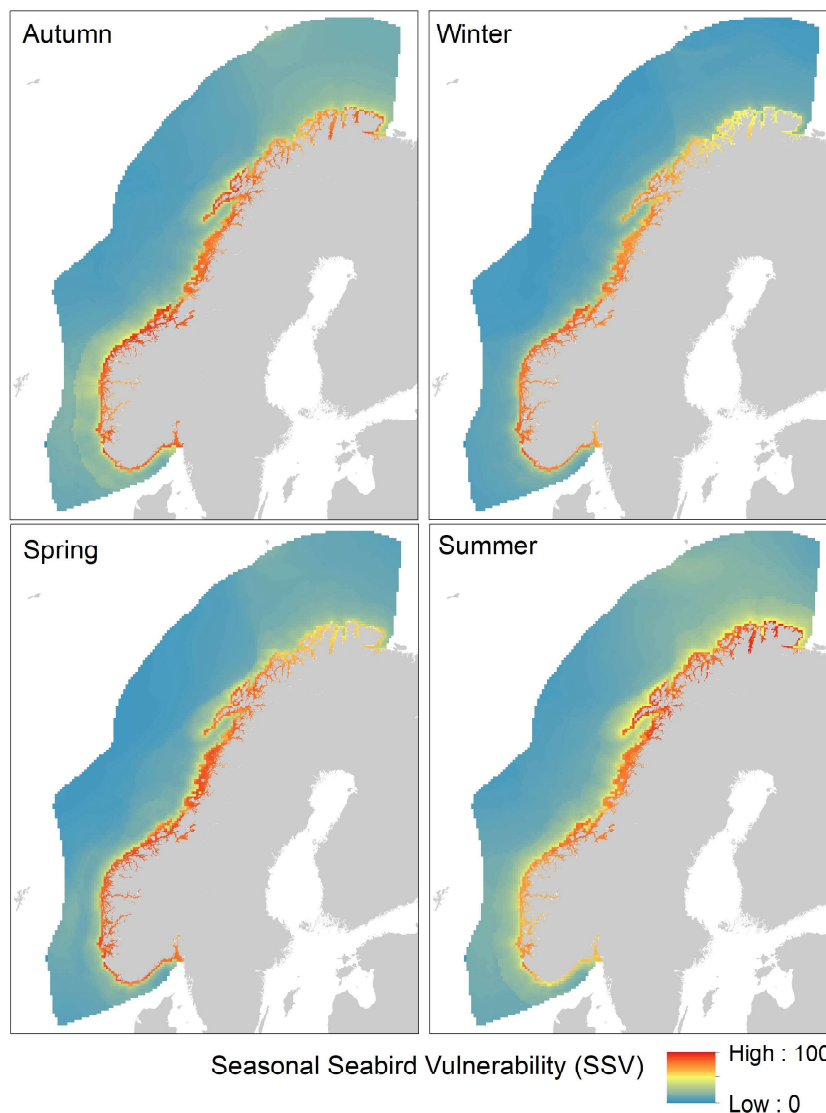 Autumn
Winter
Spring
Summer
Seasonal Seabird Vulnerability (SSV)
High : 100
Low : 0